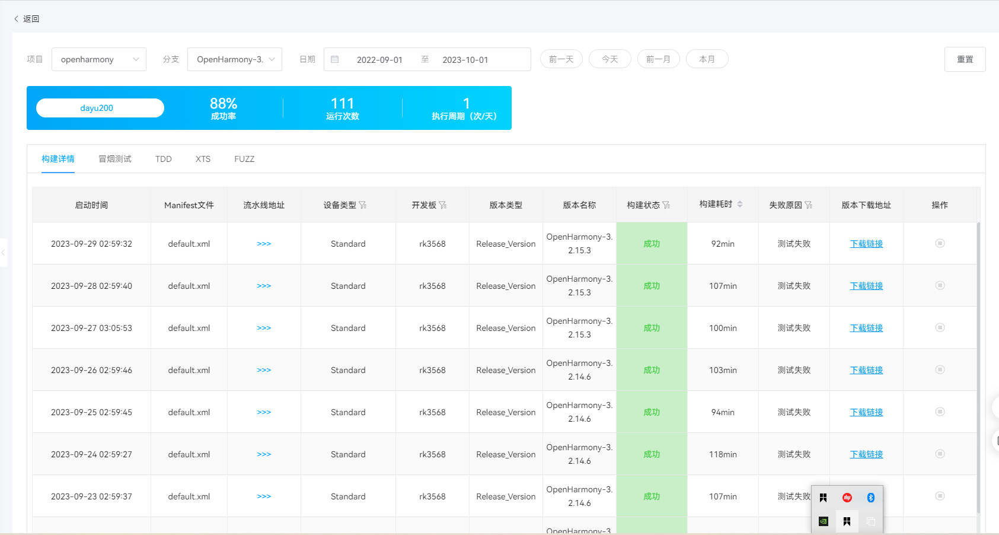 返回
项目 openharmony 分支 OpenHarmony-3. 日期 2022-09-01 至 2023-10-01 前一天 今天 前一月 本月 重置
dayu200 88% 111 1
成功率 运行次数 执行周期（次/天）
构建详情 冒烟测试 TDD XTS FUZZ
启动时间 Manifest文件 流水线地址 设备类型 开发板 版本类型 版本名称 构建状态 构建耗时 失败原因 版本下载地址 操作
2023-09-29 02:59:32 default.xml >>> Standard rk3568 Release_Version OpenHarmony-3.
2.15.3 成功 92min 测试失败 下载链接
2023-09-28 02:59:40 default.xml >>> Standard rk3568 Release_Version OpenHarmony-3.
2.15.3 成功 107min 测试失败 下载链接
2023-09-27 03:05:53 default.xml >>> Standard rk3568 Release_Version OpenHarmony-3.
2.15.3 成功 100min 测试失败 下载链接
2023-09-26 02:59:46 default.xml >>> Standard rk3568 Release_Version OpenHarmony-3.
2.14.6 成功 103min 测试失败 下载链接
2023-09-25 02:59:45 default.xml >>> Standard rk3568 Release_Version OpenHarmony-3.
2.14.6 成功 94min 测试失败 下载链接
2023-09-24 02:59:27 default.xml >>> Standard rk3568 Release_Version OpenHarmony-3.
2.14.6 成功 118min 测试失败 下载链接
2023-09-23 02:59:37 default.xml >>> Standard rk3568 Release_Version OpenHarmony-3.
2.14.6 成功 107min 测试失败
OpenHarmony-3.